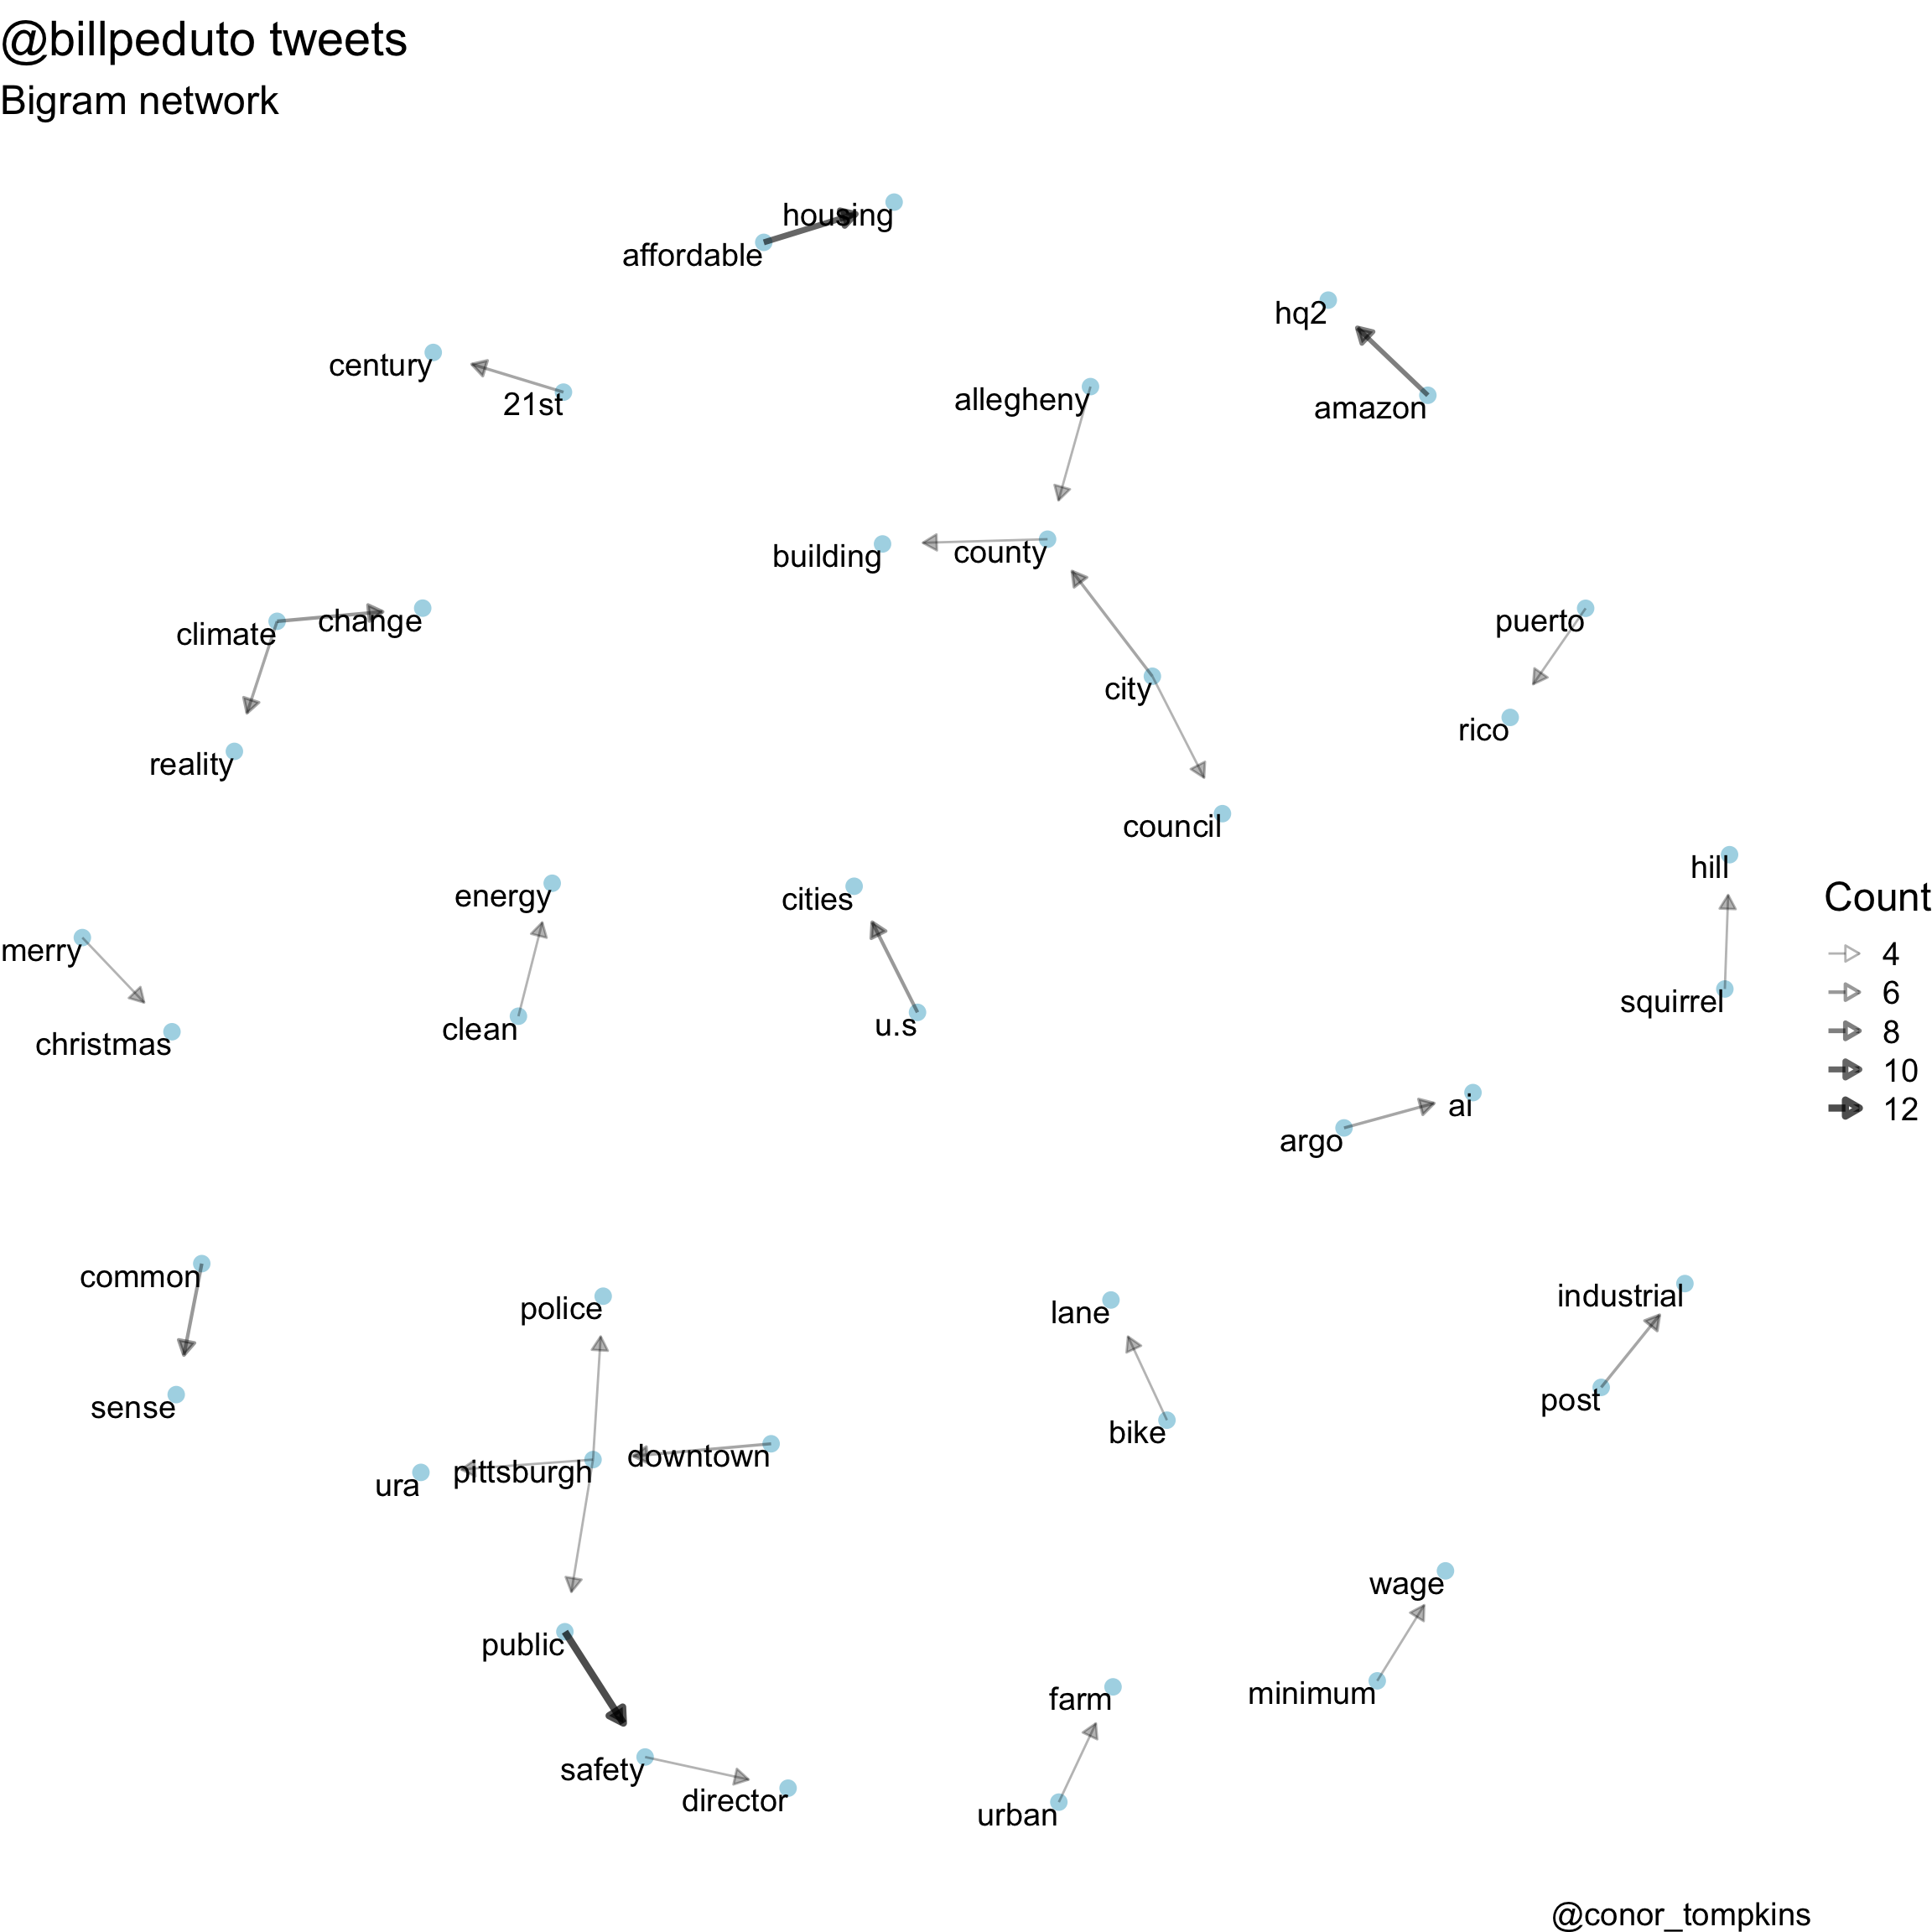 @billpeduto tweets
Bigram network
housing
affordable
hq2
century
21st
allegheny
amazon
building
county
climate
change
puerto
city
rico
reality
council
hill
energy
cities
merry
squirrel
clean
u.s
christmas
Count
4
6
8
10
12
ai
argo
common
police
lane
industrial
sense
post
bike
downtown
pittsburgh
ura
wage
public
minimum
farm
safety
director
urban
@conor_tompkins